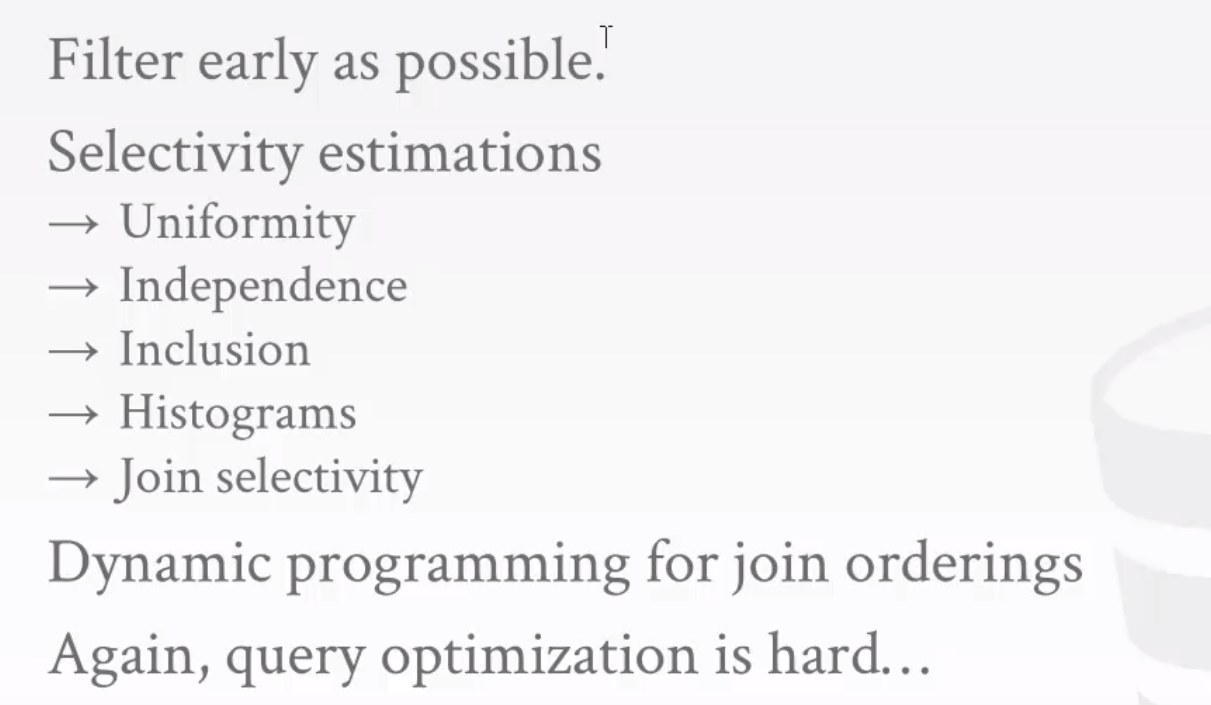 Filter early as possible.
Selectivity estimations
→ Uniformity
→ Independence
→ Inclusion
→ Histograms
→ Join selectivity
Dynamic programming for join orderings
Again, query optimization is hard…